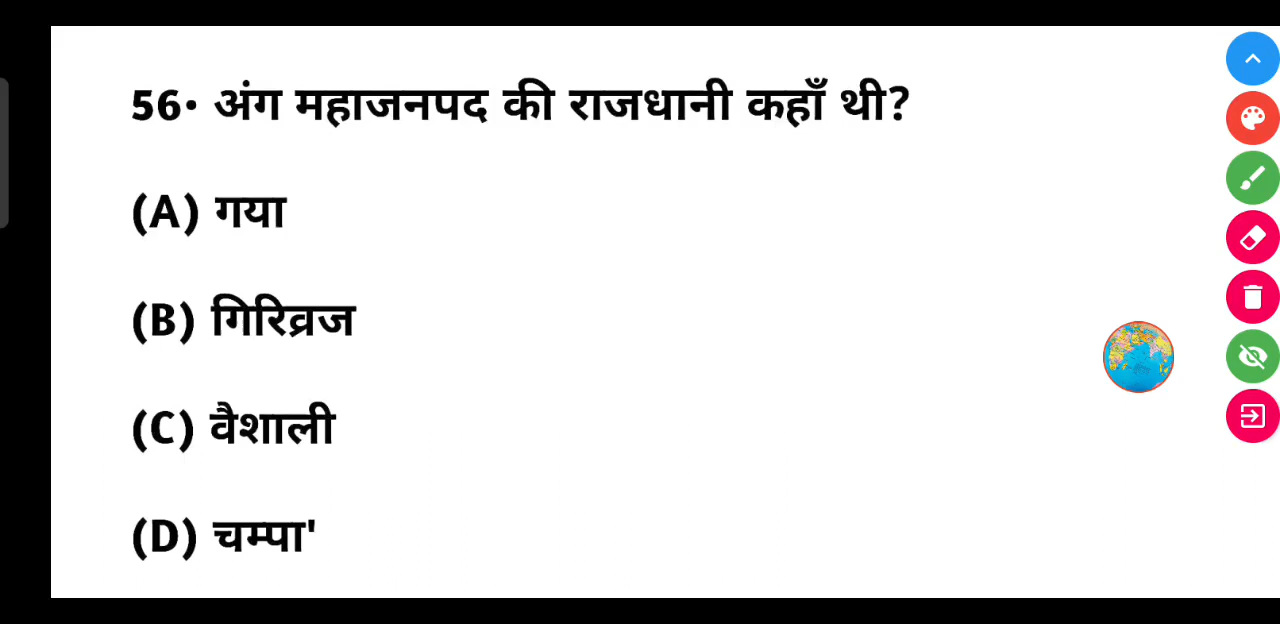 56· अंग महाजनपद की राजधानी कहाँ थी?
(A) गया
(B) गिरिव्रज
(C) वैशाली
(D) चम्पा'